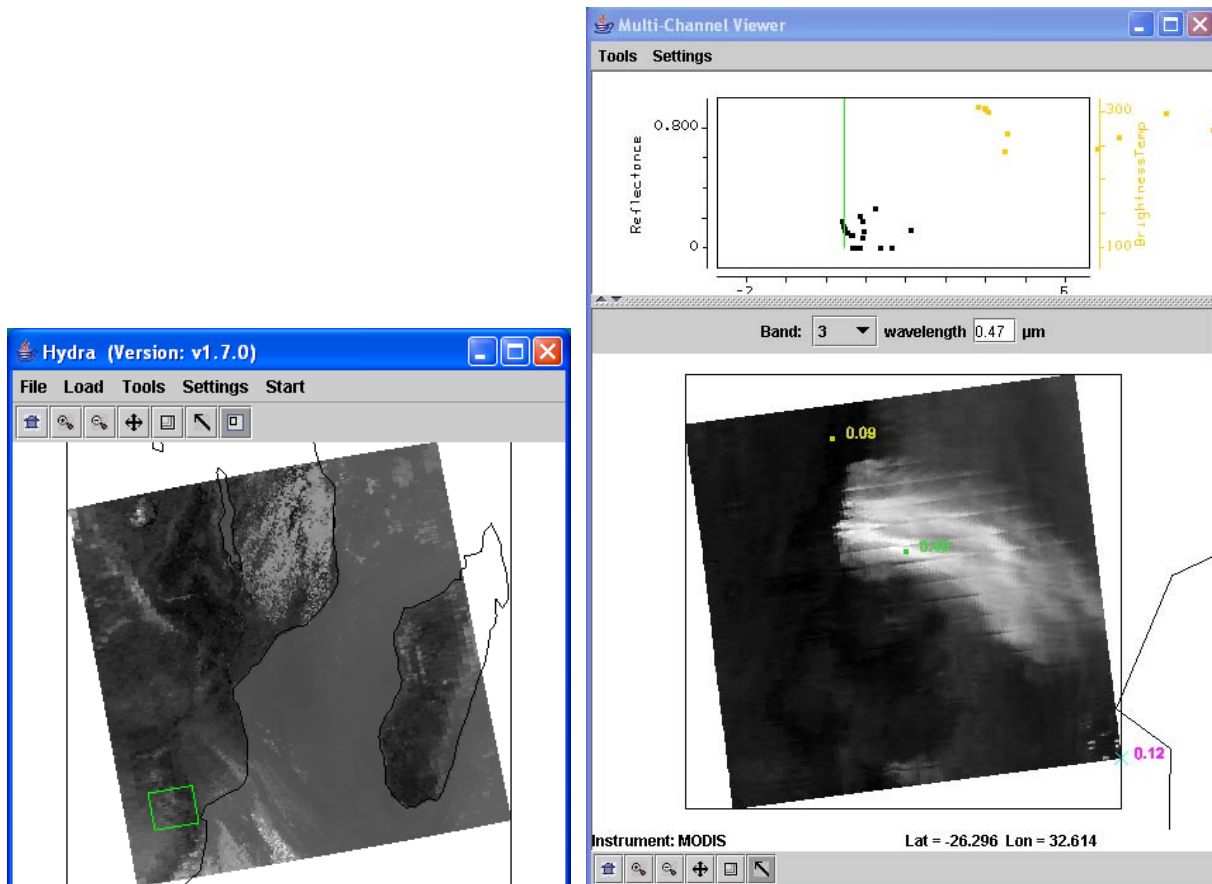 Hydra (Version: v1.7.0)
File Load Tools Settings Start
Multi-Channel Viewer
Tools Settings
Reflectance
0.800
0
300
100
BrightnessTemp
-2
6
Band: 3 wavelength 0.47 µm
0.09
0.12
Instrument: MODIS Lat = -26.296 Lon = 32.614